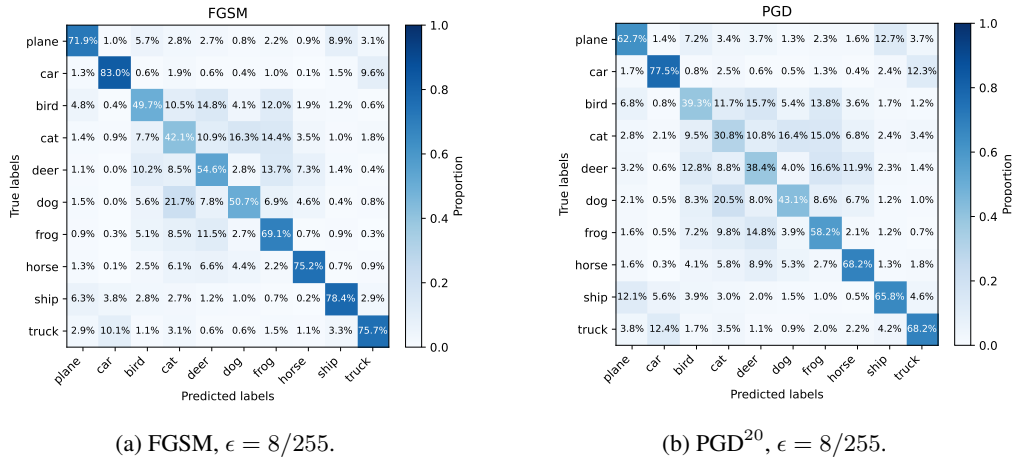 FGSM
plane 71.9% 1.0% 5.7% 2.8% 2.7% 0.8% 2.2% 0.9% 8.9% 3.1%
car 1.3% 83.0% 0.6% 1.9% 0.6% 0.4% 1.0% 0.1% 1.5% 9.6%
bird 4.8% 0.4% 49.7% 10.5% 14.8% 4.1% 12.0% 1.9% 1.2% 0.6%
cat 1.4% 0.9% 7.7% 42.1% 10.9% 16.3% 14.4% 3.5% 1.0% 1.8%
deer 1.1% 0.0% 10.2% 8.5% 54.6% 2.8% 13.7% 7.3% 1.4% 0.4%
dog 1.5% 0.0% 5.6% 21.7% 7.8% 50.7% 6.9% 4.6% 0.4% 0.8%
frog 0.9% 0.3% 5.1% 8.5% 11.5% 2.7% 69.1% 0.7% 0.9% 0.3%
horse 1.3% 0.1% 2.5% 6.1% 6.6% 4.4% 2.2% 75.2% 0.7% 0.9%
ship 6.3% 3.8% 2.8% 2.7% 1.2% 1.0% 0.7% 0.2% 78.4% 2.9%
truck 2.9% 10.1% 1.1% 3.1% 0.6% 0.6% 1.5% 1.1% 3.3% 75.7%
plane car bird cat deer dog frog horse ship truck
Predicted labels
True labels
1.0
0.8
0.6
0.4
0.2
0.0
Proportion
(a) FGSM, ϵ = 8/255.
PGD
plane 62.7% 1.4% 7.2% 3.4% 3.7% 1.3% 2.3% 1.6% 12.7% 3.7%
car 1.7% 77.5% 0.8% 2.5% 0.6% 1.5% 0.4% 2.4% 12.3%
bird 6.8% 0.8% 39.3% 11.7% 15.7% 5.4% 13.8% 3.6% 1.7% 1.2%
cat 2.8% 2.1% 9.5% 30.8% 10.8% 16.4% 15.0% 6.8% 2.4% 3.4%
deer 3.2% 0.6% 12.8% 8.8% 38.4% 4.0% 16.6% 11.9% 2.3% 1.4%
dog 2.1% 0.5% 8.3% 20.5% 8.0% 43.1% 8.6% 6.7% 1.2% 1.0%
frog 1.6% 0.5% 7.2% 9.8% 14.8% 3.9% 58.2% 2.1% 1.2% 0.7%
horse 1.6% 0.3% 4.1% 5.8% 8.9% 5.3% 2.7% 68.2% 1.3% 1.8%
ship 12.1% 5.6% 3.9% 3.0% 2.0% 1.5% 1.0% 0.5% 65.8% 4.6%
truck 3.8% 12.4% 1.7% 3.5% 1.1% 0.9% 2.0% 2.2% 4.2% 68.2%
plane car bird cat deer dog frog horse ship truck
Predicted labels
True labels
1.0
0.8
0.6
0.4
0.2
0.0
Proportion
(b) PGD²⁰, ϵ = 8/255.